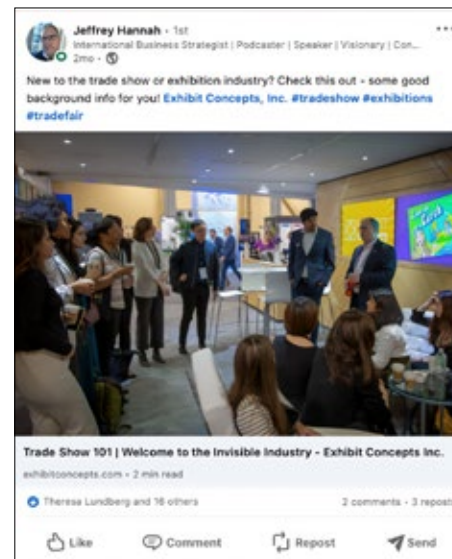 Jeffrey Hannah · 1st
International Business Strategist | Podcaster | Speaker | Visionary | Con...
2mo ·
New to the trade show or exhibition industry? Check this out - some good
background info for you! Exhibit Concepts, Inc. #tradeshow #exhibitions
#tradefair
Trade Show 101 | Welcome to the Invisible Industry - Exhibit Concepts Inc.
exhibitconcepts.com · 2 min read
Theresa Lundberg and 16 others
2 comments · 3 reposts
Like
Comment
Repost
Send